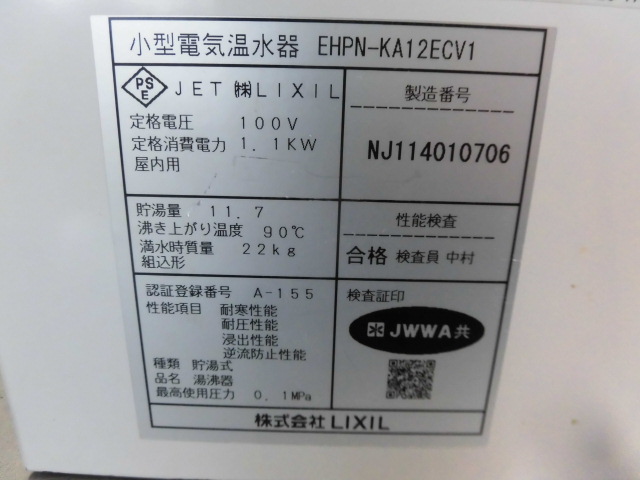 小型電気温水器 EHPN-KA12ECV1
PSE JET ㈱LIXIL
定格電圧 100V
定格消費電力 1.1KW
屋内用
製造番号
NJ114010706
貯湯量 11.7
沸き上がり温度 90℃
満水時質量 22kg
組込形
性能検査
合格 検査員 中村
認証登録番号 A-155
性能項目 耐寒性能
耐圧性能
浸出性能
逆流防止性能
種類 貯湯式
品名 湯沸器
最高使用圧力 0.1MPa
検査証印
JWWA共
株式会社LIXIL